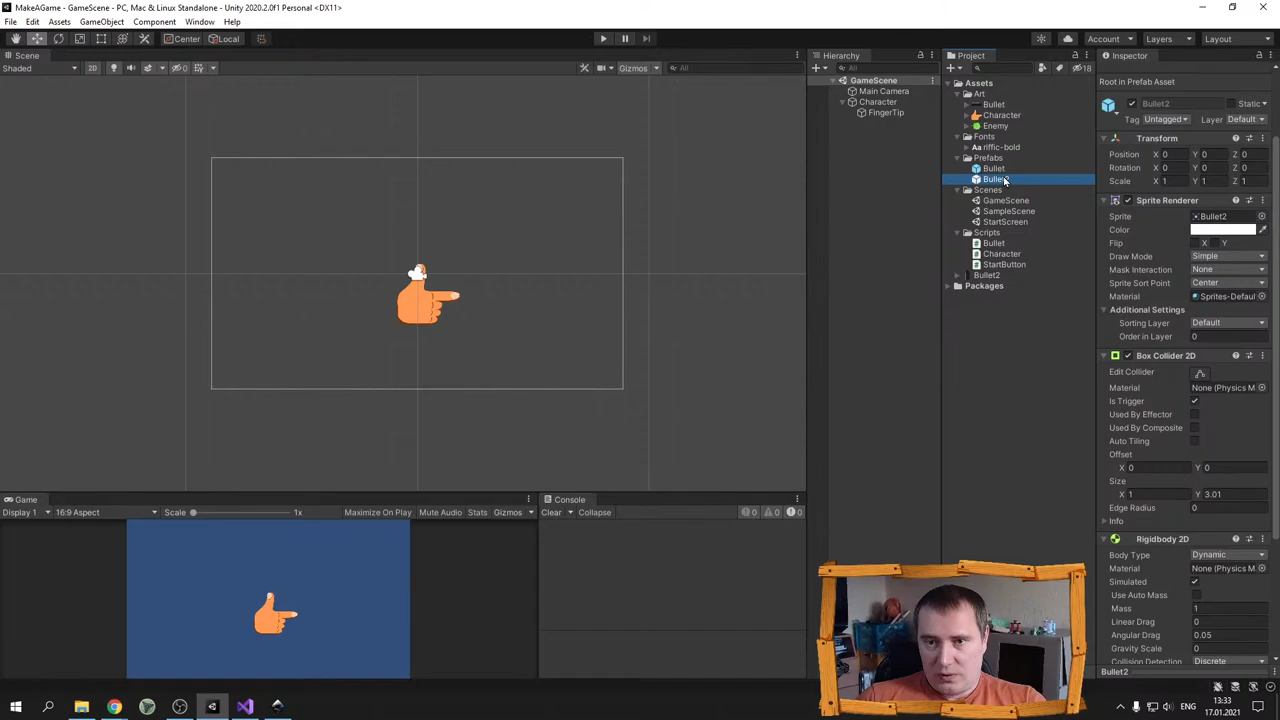 MakeAGame - GameScene - PC, Mac & Linux Standalone - Unity 2020.2.0f1 Personal <DX11>
File Edit Assets GameObject Component Window Help
Center Local Account Layers Layout
Scene
Shaded 2D 0 Gizmos All
Hierarchy
All
GameScene
Main Camera
Character
FingerTip
Project
18
Assets
Art
Bullet
Character
Enemy
Fonts
Aa riffic-bold
Prefabs
Bullet
Bullet2
Scenes
GameScene
SampleScene
StartScreen
Scripts
Bullet
Character
StartButton
Bullet2
Packages
Inspector
Root in Prefab Asset
Bullet2 Static
Tag Untagged Layer Default
Transform
Position X 0 Y 0 Z 0
Rotation X 0 Y 0 Z 0
Scale X 1 Y 1 Z 1
Sprite Renderer
Sprite Bullet2
Color
Flip X Y
Draw Mode Simple
Mask Interaction None
Sprite Sort Point Center
Material Sprites-Defaul
Additional Settings
Sorting Layer Default
Order in Layer 0
Box Collider 2D
Edit Collider
Material None (Physics M
Is Trigger
Used By Effector
Used By Composite
Auto Tiling
Offset
X 0 Y 0
Size
X 1 Y 3.01
Edge Radius 0
Info
Rigidbody 2D
Body Type Dynamic
Material None (Physics M
Simulated
Use Auto Mass
Mass 1
Linear Drag 0
Angular Drag 0.05
Gravity Scale 0
Collision Detection Discrete
Bullet2
Game
Display 1 16:9 Aspect Scale 1x Maximize On Play Mute Audio Stats Gizmos
Console
Clear Collapse 0 0 0
13:33
17.01.2021